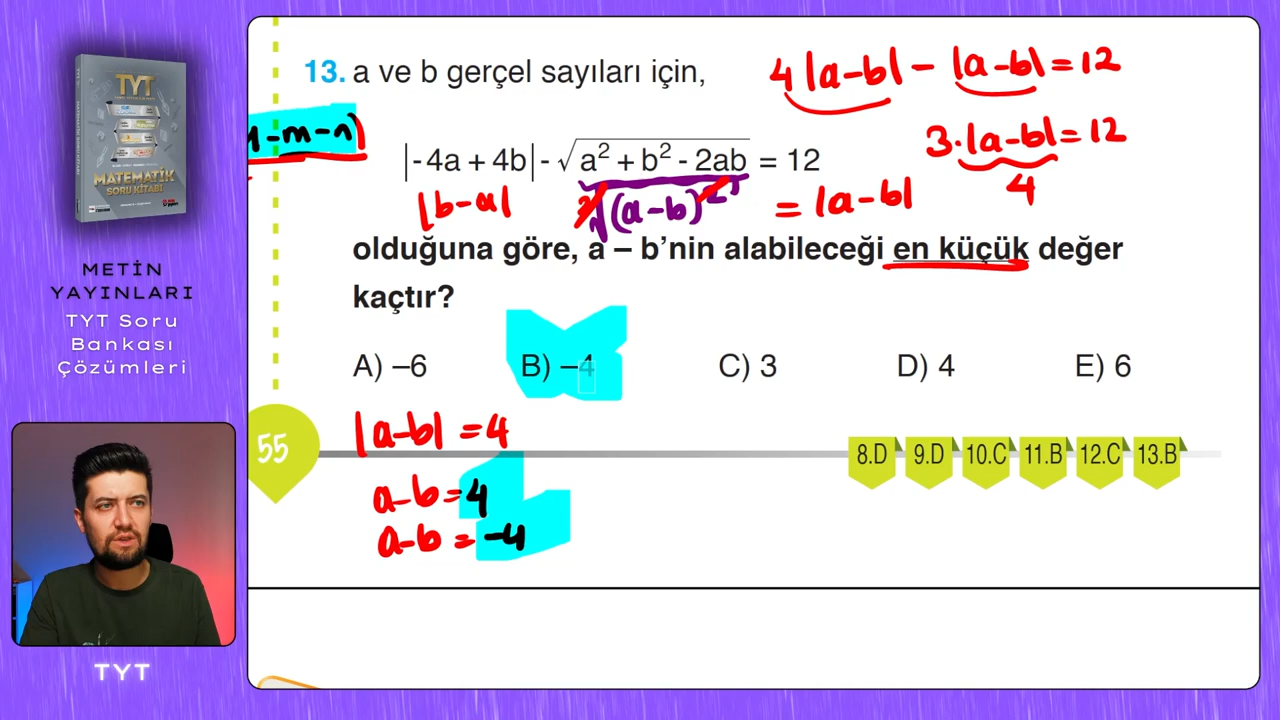 TYT
MATEMATİK
SORU KİTABI
METİN
YAYINLARI
TYT Soru
Bankası
Çözümleri
TYT
-m-n)
13. a ve b gerçel sayıları için,
4|a-b| - |a-b| = 12
3.|a-b| = 12
4
|- 4a + 4b| - √a² + b² - 2ab = 12
|b-a|
²√(a-b)²
= |a-b|
olduğuna göre, a – b'nin alabileceği en küçük değer
kaçtır?
A) –6
B) –4
C) 3
D) 4
E) 6
|a-b| = 4
a-b = 4
a-b = -4
55
8.D
9.D
10.C
11.B
12.C
13.B